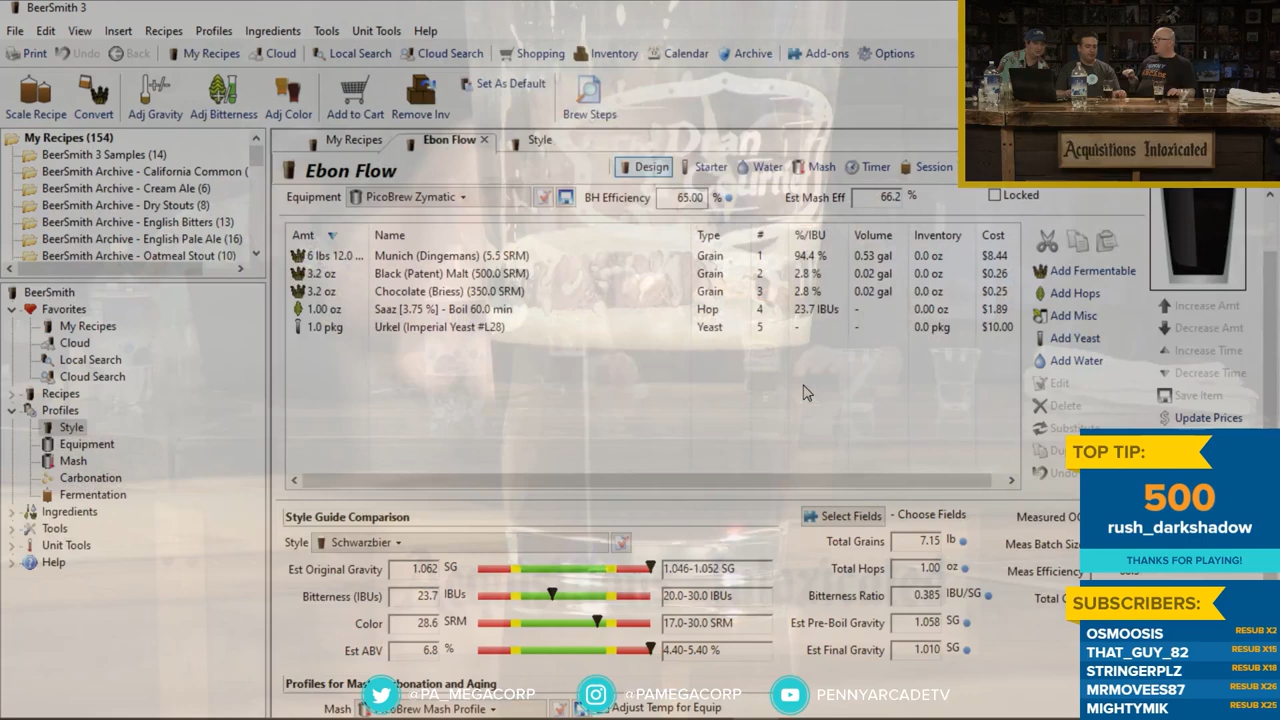 BeerSmith 3
File Edit View Insert Recipes Profiles Ingredients Tools Unit Tools Help
Print Undo Back My Recipes Cloud Local Search Cloud Search Shopping Inventory Calendar Archive Add-ons Options
Scale Recipe Convert Adj Gravity Adj Bitterness Adj Color Add to Cart Remove Inv Set As Default Brew Steps
My Recipes (154)
BeerSmith 3 Samples (14)
BeerSmith Archive - California Common (
BeerSmith Archive - Cream Ale (6)
BeerSmith Archive - Dry Stouts (8)
BeerSmith Archive - English Bitters (13)
BeerSmith Archive - English Pale Ale (16)
BeerSmith Archive - Oatmeal Stout (10)
BeerSmith
Favorites
My Recipes
Cloud
Local Search
Cloud Search
Recipes
Profiles
Style
Equipment
Mash
Carbonation
Fermentation
Ingredients
Tools
Unit Tools
Help
My Recipes Ebon Flow Style
Ebon Flow
Design Starter Water Mash Timer Session
Equipment PicoBrew Zymatic BH Efficiency 65.00 % Est Mash Eff 66.2 % Locked
Amt Name Type # %/IBU Volume Inventory Cost
6 lbs 12.0 ... Munich (Dingemans) (5.5 SRM) Grain 1 94.4 % 0.53 gal 0.0 oz $8.44
3.2 oz Black (Patent) Malt (500.0 SRM) Grain 2 2.8 % 0.02 gal 0.0 oz $0.26
3.2 oz Chocolate (Briess) (350.0 SRM) Grain 3 2.8 % 0.02 gal 0.0 oz $0.25
1.00 oz Saaz [3.75 %] - Boil 60.0 min Hop 4 23.7 IBUs - 0.00 oz $1.89
1.0 pkg Urkel (Imperial Yeast #L28) Yeast 5 - - 0.0 pkg $10.00
Add Fermentable
Add Hops
Add Misc
Add Yeast
Add Water
Edit
Delete
Undo
Increase Amt
Decrease Amt
Increase Time
Decrease Time
Save Item
Update Prices
Style Guide Comparison
Style Schwarzbier
Est Original Gravity 1.062 SG 1.046-1.052 SG
Bitterness (IBUs) 23.7 IBUs 20.0-30.0 IBUs
Color 28.6 SRM 17.0-30.0 SRM
Est ABV 6.8 % 4.40-5.40 %
Select Fields - Choose Fields
Total Grains 7.15 lb
Total Hops 1.00 oz
Bitterness Ratio 0.385 IBU/SG
Est Pre-Boil Gravity 1.058 SG
Est Final Gravity 1.010 SG
Meas Efficiency
Mash PicoBrew Mash Profile Adjust Temp for Equip
Acquisitions Intoxicated
TOP TIP:
500
rush_darkshadow
THANKS FOR PLAYING!
SUBSCRIBERS:
OSMOOSIS RESUB X2
THAT_GUY_82 RESUB X15
STRINGERPLZ RESUB X18
MRMOVEES87 RESUB X26
MIGHTYMIK RESUB X25
@PA_MEGACORP @PAMEGACORP PENNYARCADETV